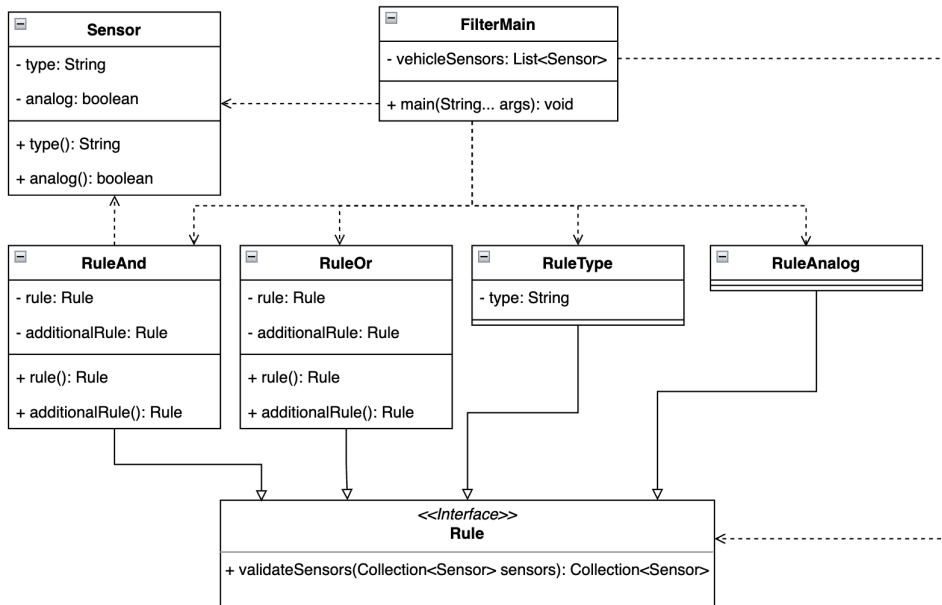 Sensor
- type: String
- analog: boolean
+ type(): String
+ analog(): boolean
FilterMain
- vehicleSensors: List<Sensor>
+ main(String... args): void
RuleAnd
- rule: Rule
- additionalRule: Rule
+ rule(): Rule
+ additionalRule(): Rule
RuleOr
- rule: Rule
- additionalRule: Rule
+ rule(): Rule
+ additionalRule(): Rule
RuleType
- type: String
RuleAnalog
<<Interface>>
Rule
+ validateSensors(Collection<Sensor> sensors): Collection<Sensor>